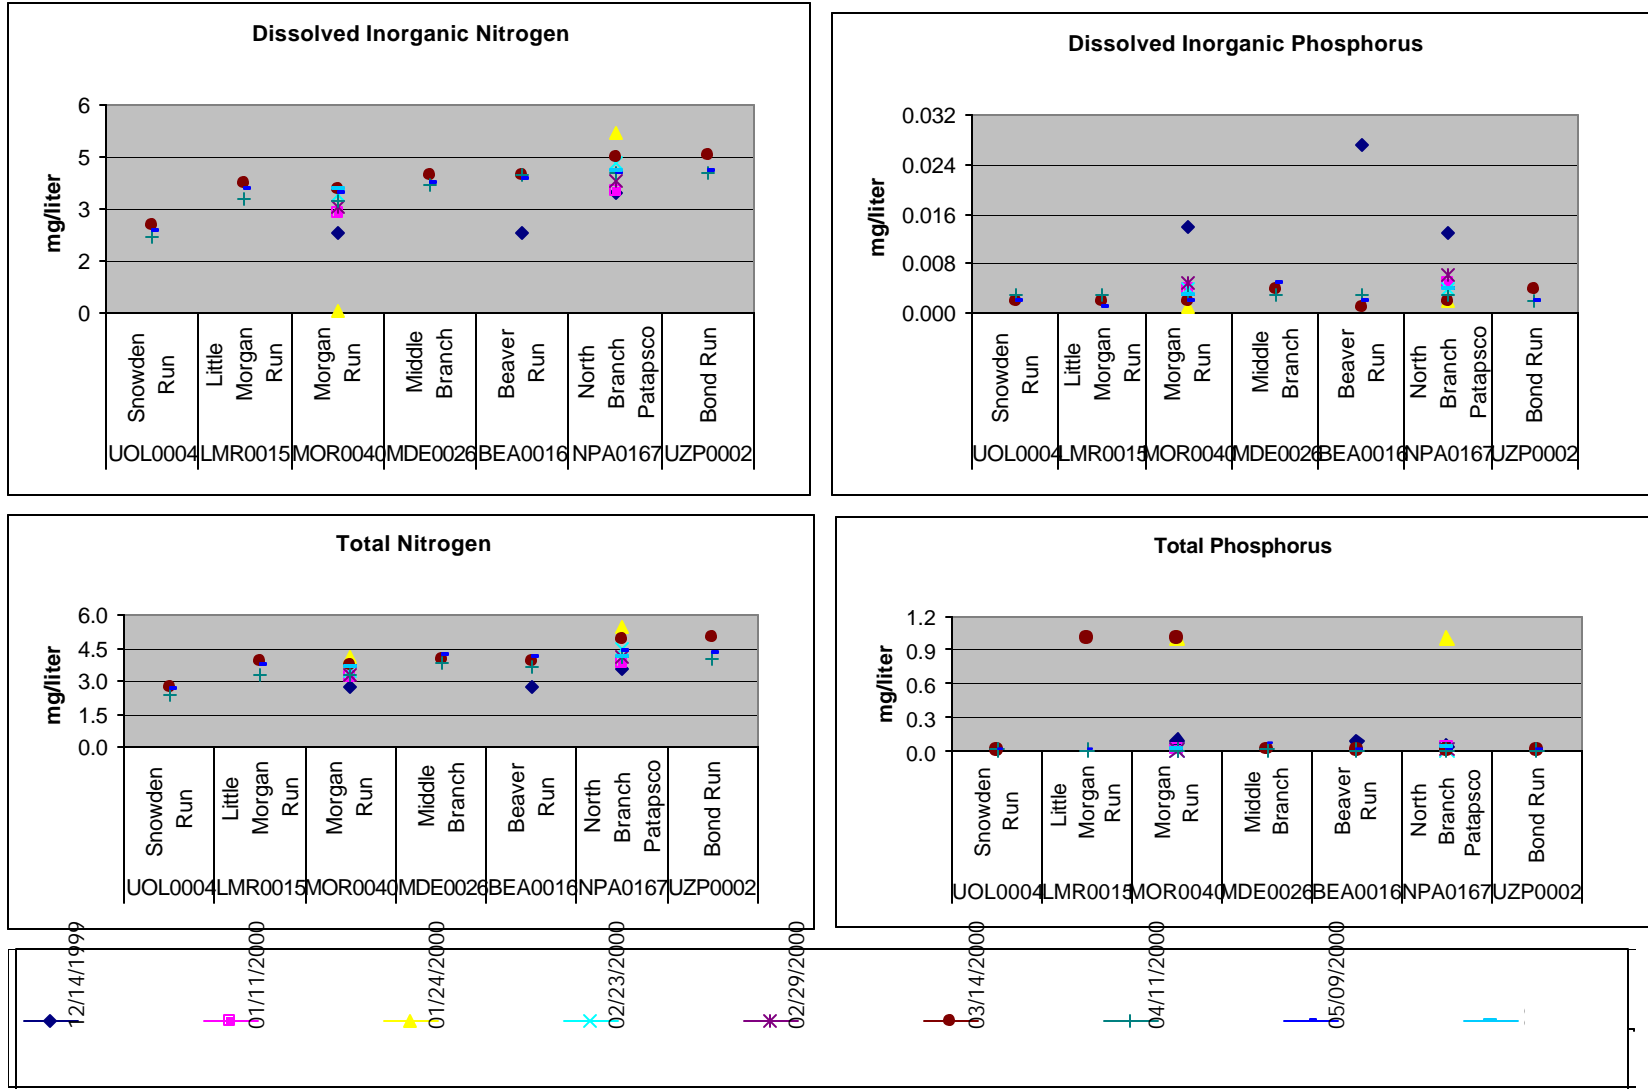 Dissolved Inorganic Nitrogen
mg/liter
6
5
3
2
0
Snowden Run
Little Morgan Run
Morgan Run
Middle Branch
Beaver Run
North Branch Patapsco
Bond Run
UOL0004 LMR0015 MOR0040 MDE0026 BEA0016 NPA0167 UZP0002
Dissolved Inorganic Phosphorus
mg/liter
0.032
0.024
0.016
0.008
0.000
Snowden Run
Little Morgan Run
Morgan Run
Middle Branch
Beaver Run
North Branch Patapsco
Bond Run
UOL0004 LMR0015 MOR0040 MDE0026 BEA0016 NPA0167 UZP0002
Total Nitrogen
mg/liter
6.0
4.5
3.0
1.5
0.0
Snowden Run
Little Morgan Run
Morgan Run
Middle Branch
Beaver Run
North Branch Patapsco
Bond Run
UOL0004 LMR0015 MOR0040 MDE0026 BEA0016 NPA0167 UZP0002
Total Phosphorus
mg/liter
1.2
0.9
0.6
0.3
0.0
Snowden Run
Little Morgan Run
Morgan Run
Middle Branch
Beaver Run
North Branch Patapsco
Bond Run
UOL0004 LMR0015 MOR0040 MDE0026 BEA0016 NPA0167 UZP0002
12/14/1999
01/11/2000
01/24/2000
02/23/2000
02/29/2000
03/14/2000
04/11/2000
05/09/2000